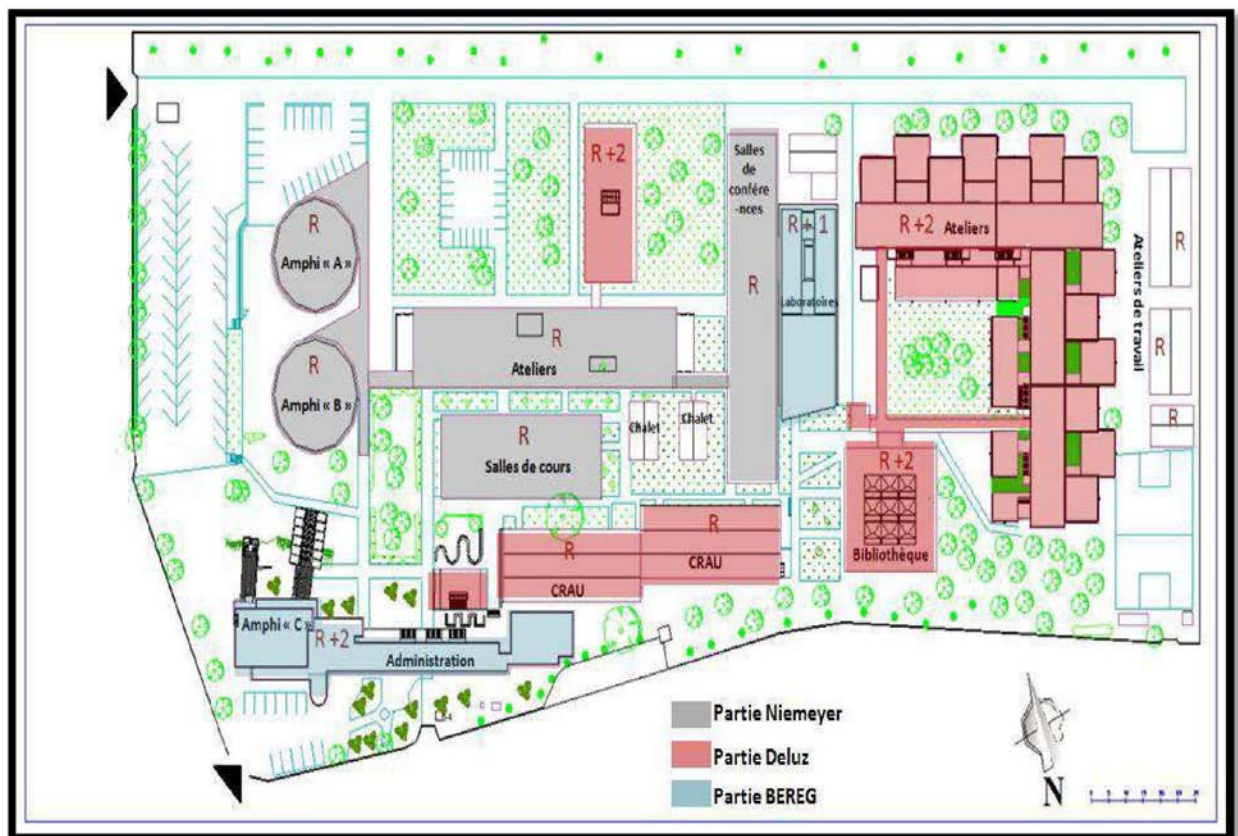 R
Amphi « A »
R
Amphi « B »
R +2
R
Ateliers
Salles
de
confére
-nces
R
R + 1
Laboratoires
R +2
Ateliers
Ateliers de travail
R
R
R
R
Salles de cours
Chalet
Chalet
R +2
Bibliothèque
R
CRAU
R
CRAU
Amphi « C »
R +2
Administration
Partie Niemeyer
Partie Deluz
Partie BEREG
N